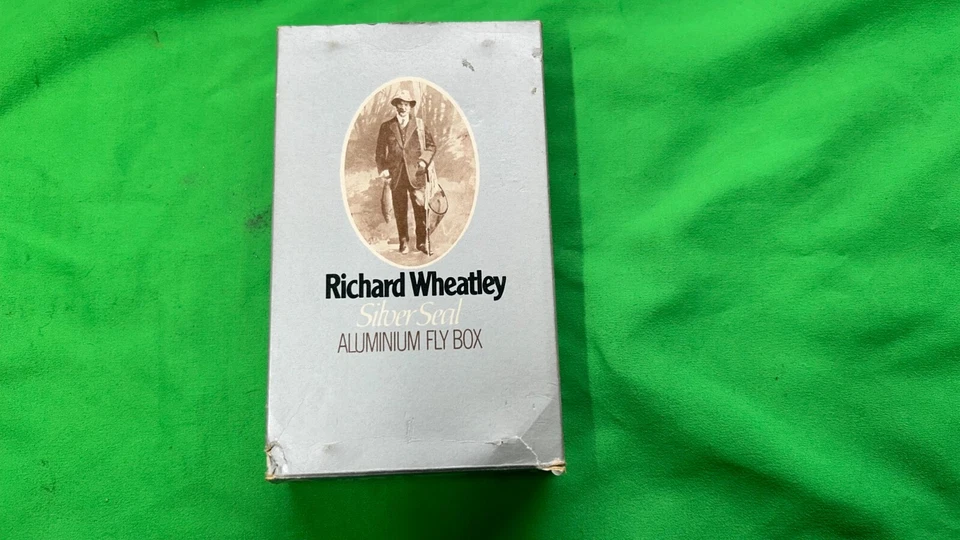 Richard Wheatley
Silver Seal
ALUMINIUM FLY BOX